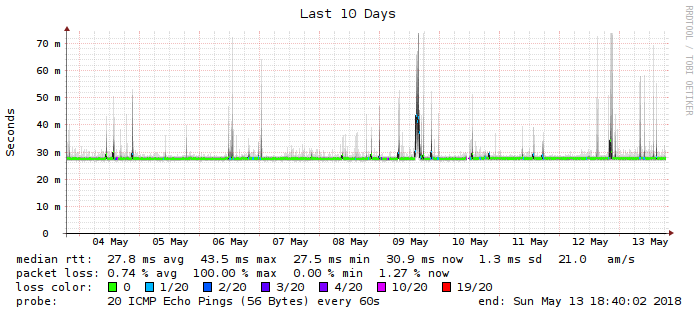 Last 10 Days
RRDTOOL / TOBI OETIKER
Seconds
70 m
60 m
50 m
40 m
30 m
20 m
10 m
0
04 May 05 May 06 May 07 May 08 May 09 May 10 May 11 May 12 May 13 May
median rtt: 27.8 ms avg 43.5 ms max 27.5 ms min 30.9 ms now 1.3 ms sd 21.0 am/s
packet loss: 0.74 % avg 100.00 % max 0.00 % min 1.27 % now
loss color: 0 1/20 2/20 3/20 4/20 10/20 19/20
probe: 20 ICMP Echo Pings (56 Bytes) every 60s end: Sun May 13 18:40:02 2018